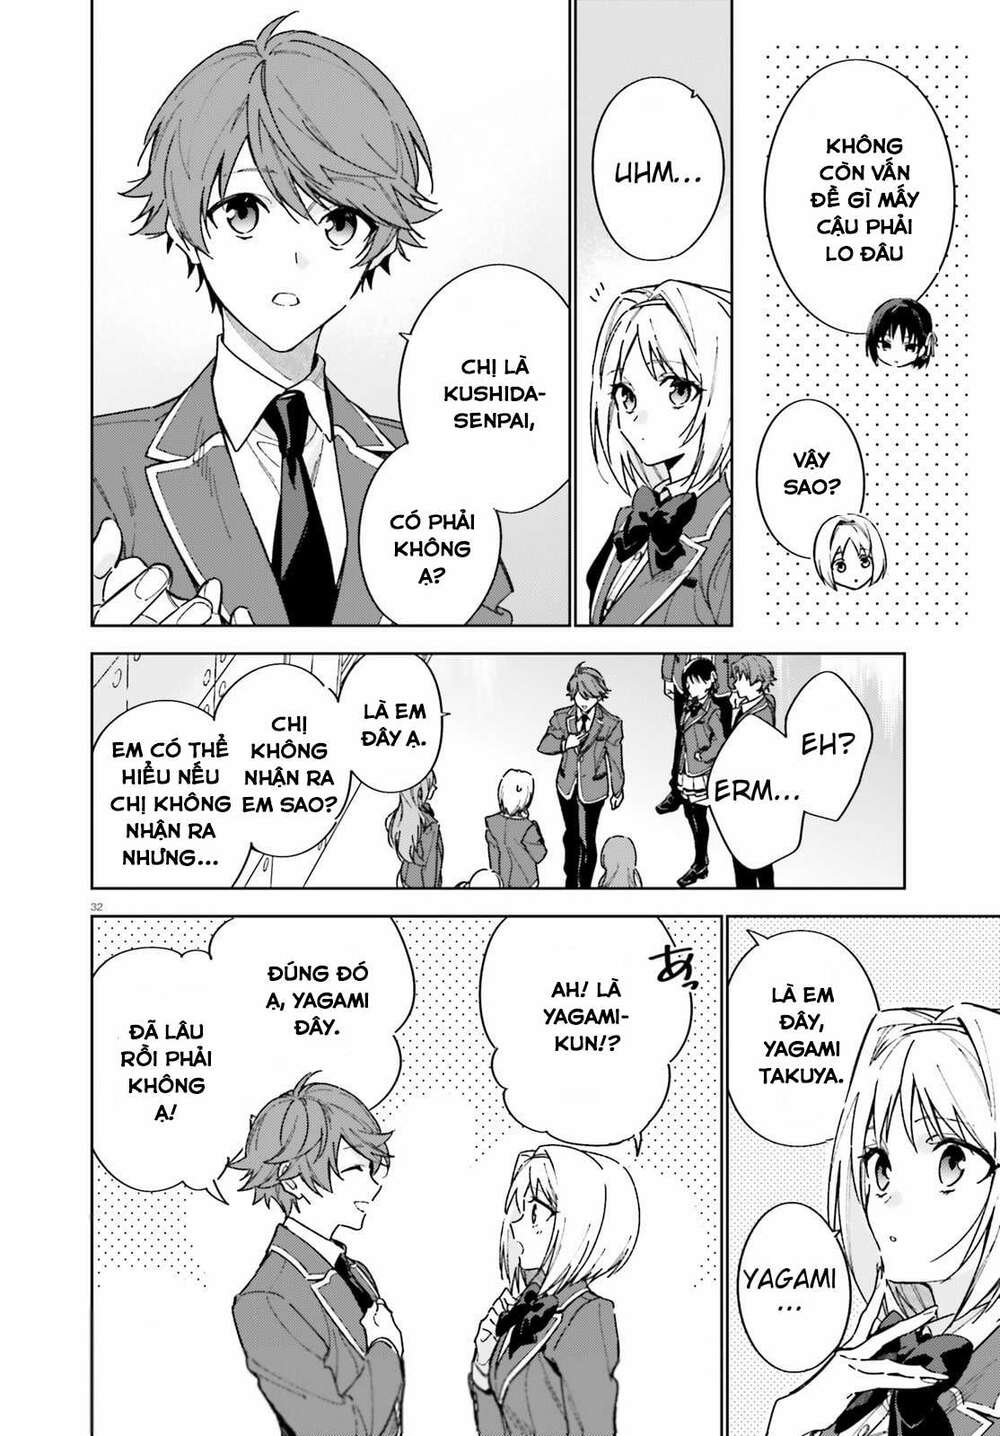 KHÔNG
CÒN VẤN
ĐỀ GÌ MẤY
CẬU PHẢI
LO ĐÂU
VẬY
SAO?
UHM...
CHỊ LÀ
KUSHIDA-
SENPAI,
CÓ PHẢI
KHÔNG
Ạ?
EH?
ERM...
LÀ EM
ĐÂY Ạ.
CHỊ
KHÔNG
NHẬN RA
EM SAO?
EM CÓ THỂ
HIỂU NẾU
CHỊ KHÔNG
NHẬN RA
NHƯNG...
32
LÀ EM
ĐÂY,
YAGAMI
TAKUYA.
YAGAMI
...
あっ
AH! LÀ
YAGAMI-
KUN!?
ĐÚNG ĐÓ
Ạ, YAGAMI
ĐÂY.
ĐÃ LÂU
RỒI PHẢI
KHÔNG
Ạ!